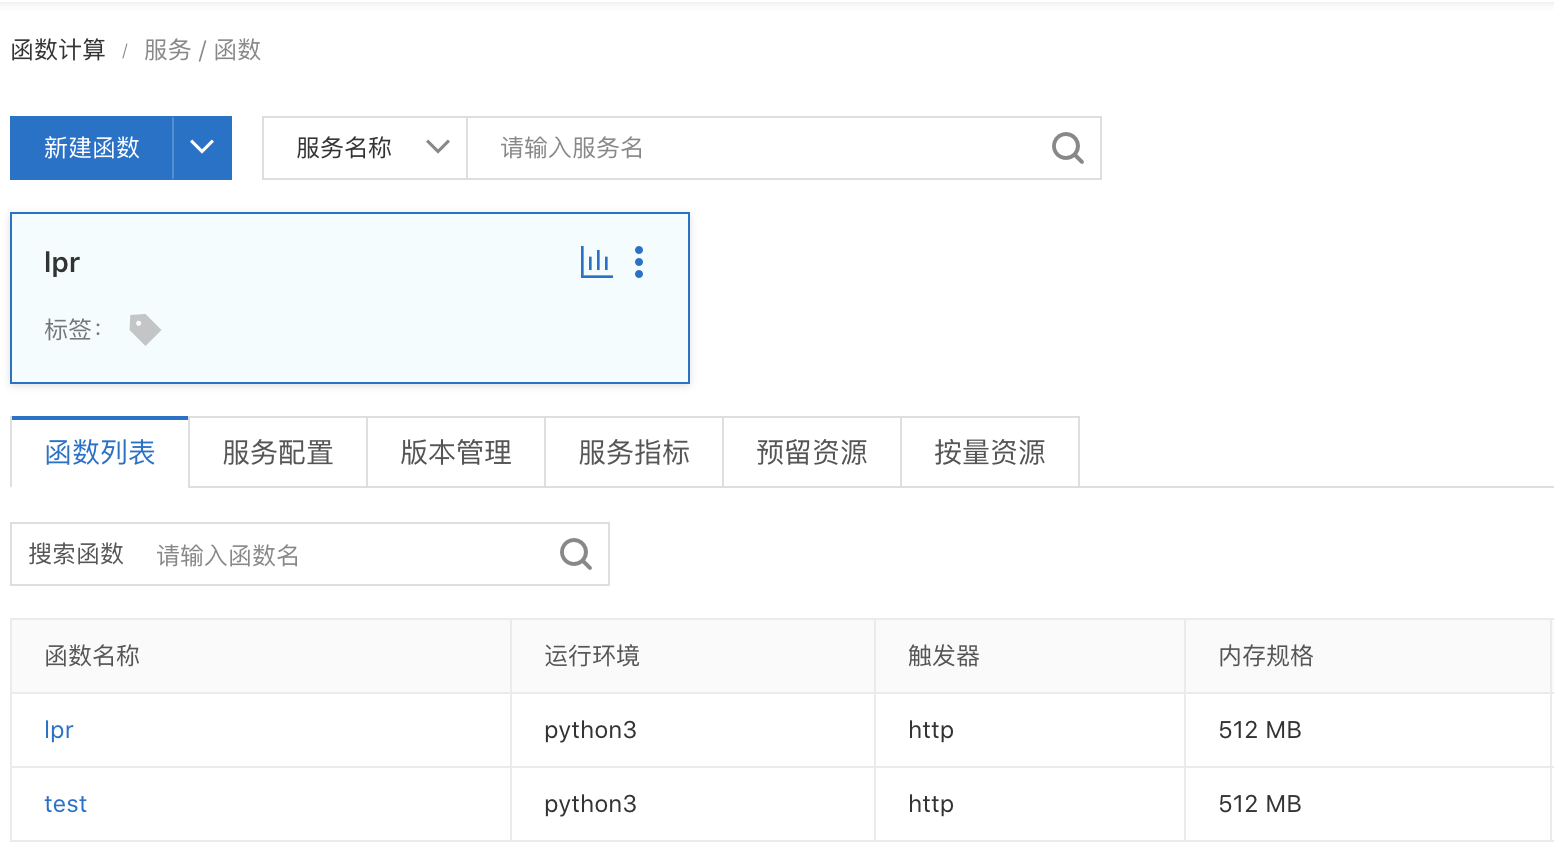 函数计算 / 服务 / 函数
新建函数 服务名称 请输入服务名
lpr
标签：
函数列表 服务配置 版本管理 服务指标 预留资源 按量资源
搜索函数 请输入函数名
函数名称 运行环境 触发器 内存规格
lpr python3 http 512 MB
test python3 http 512 MB